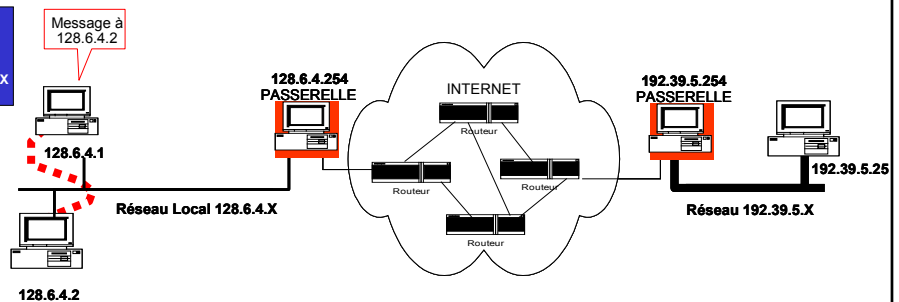 Message à
128.6.4.2
x
128.6.4.1
128.6.4.254
PASSERELLE
INTERNET
Routeur
Routeur
Routeur
Routeur
192.39.5.254
PASSERELLE
192.39.5.25
Réseau Local 128.6.4.X
Réseau 192.39.5.X
128.6.4.2